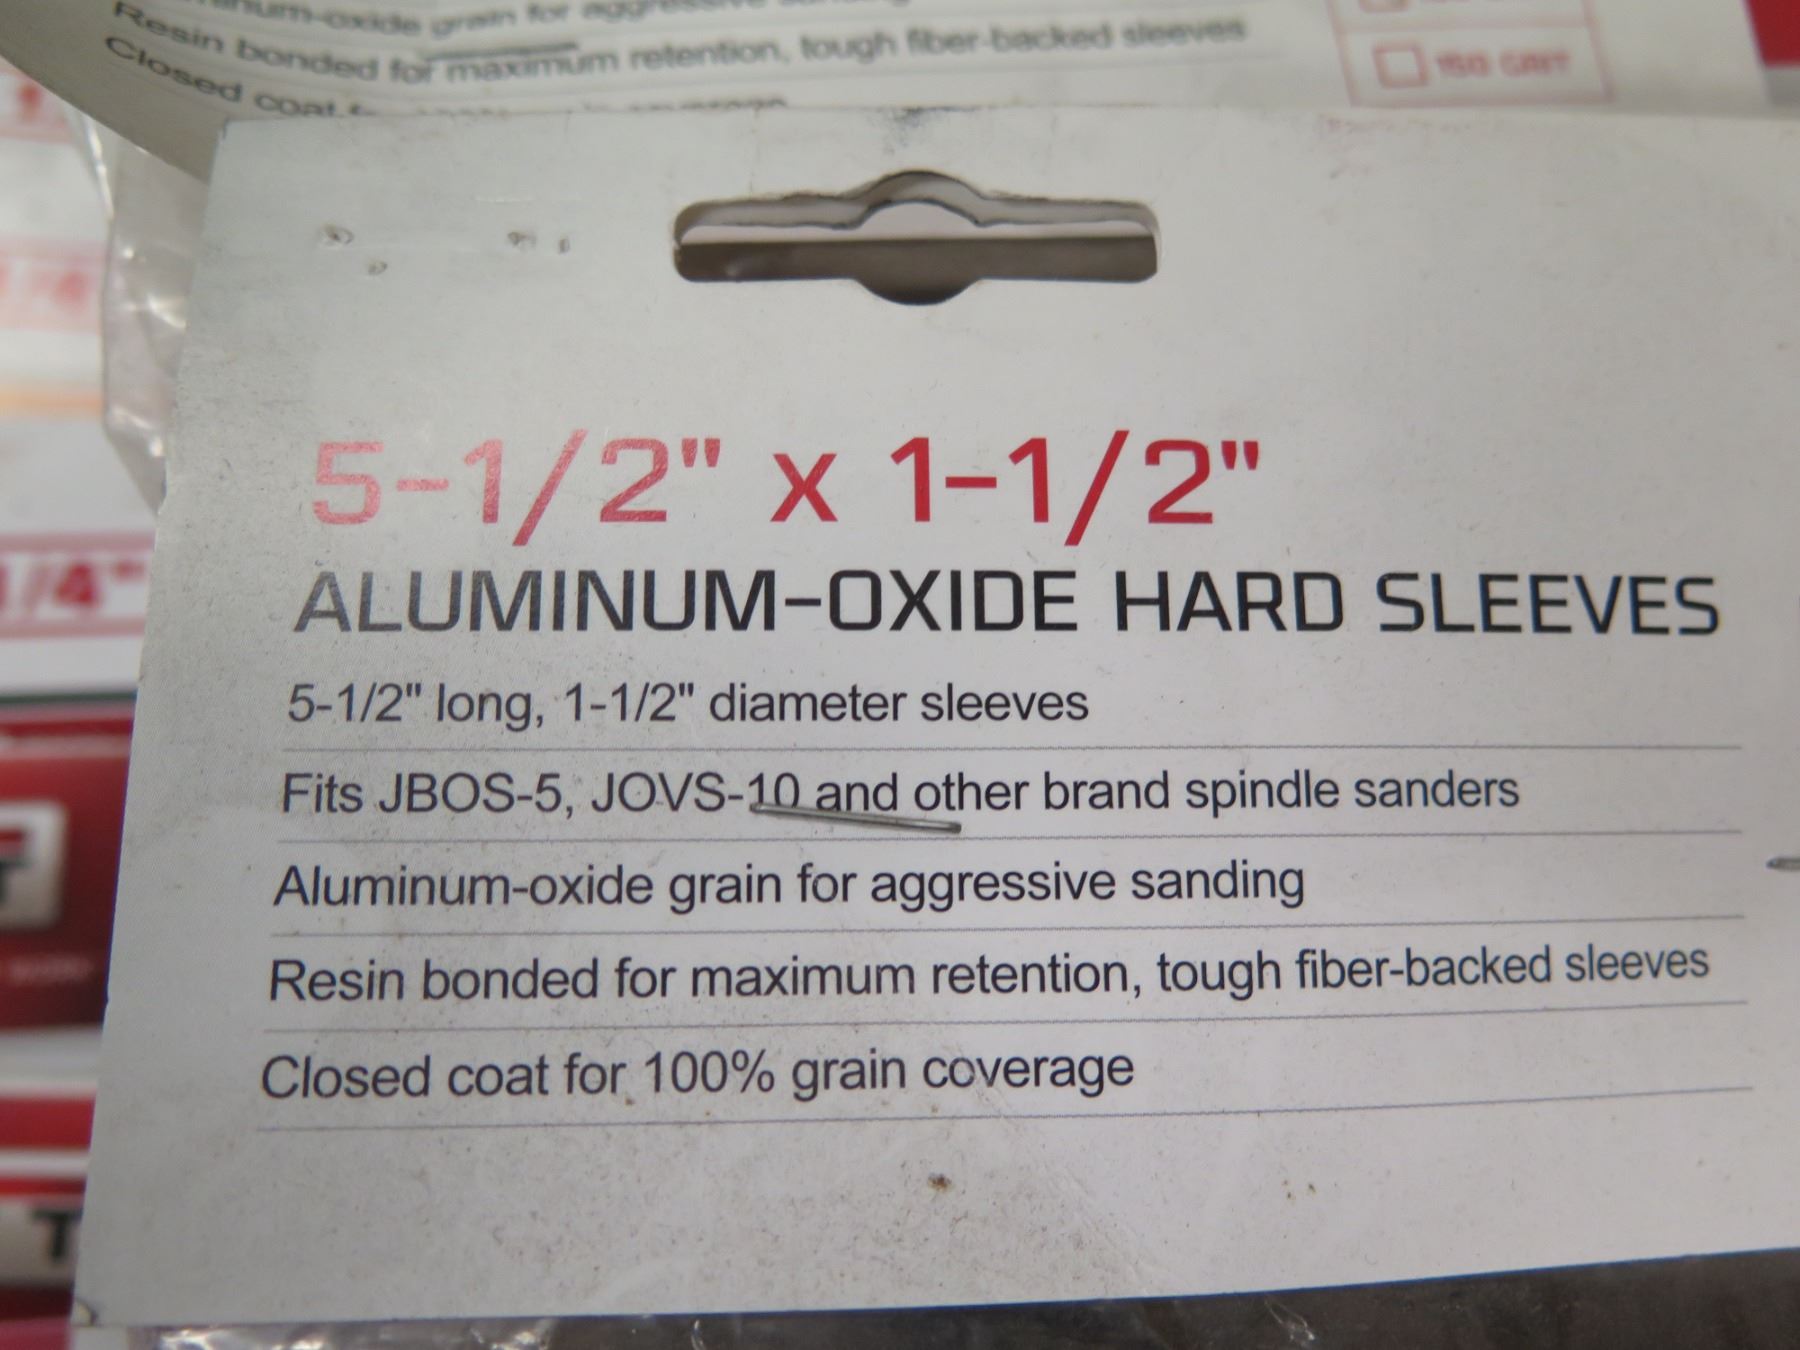 grain for aggressive
Resin bonded for maximum retention, tough fiber-backed sleeves
Closed coat
150 GRIT
5-1/2" x 1-1/2"
ALUMINUM-OXIDE HARD SLEEVES
5-1/2" long, 1-1/2" diameter sleeves
Fits JBOS-5, JOVS-10 and other brand spindle sanders
Aluminum-oxide grain for aggressive sanding
Resin bonded for maximum retention, tough fiber-backed sleeves
Closed coat for 100% grain coverage